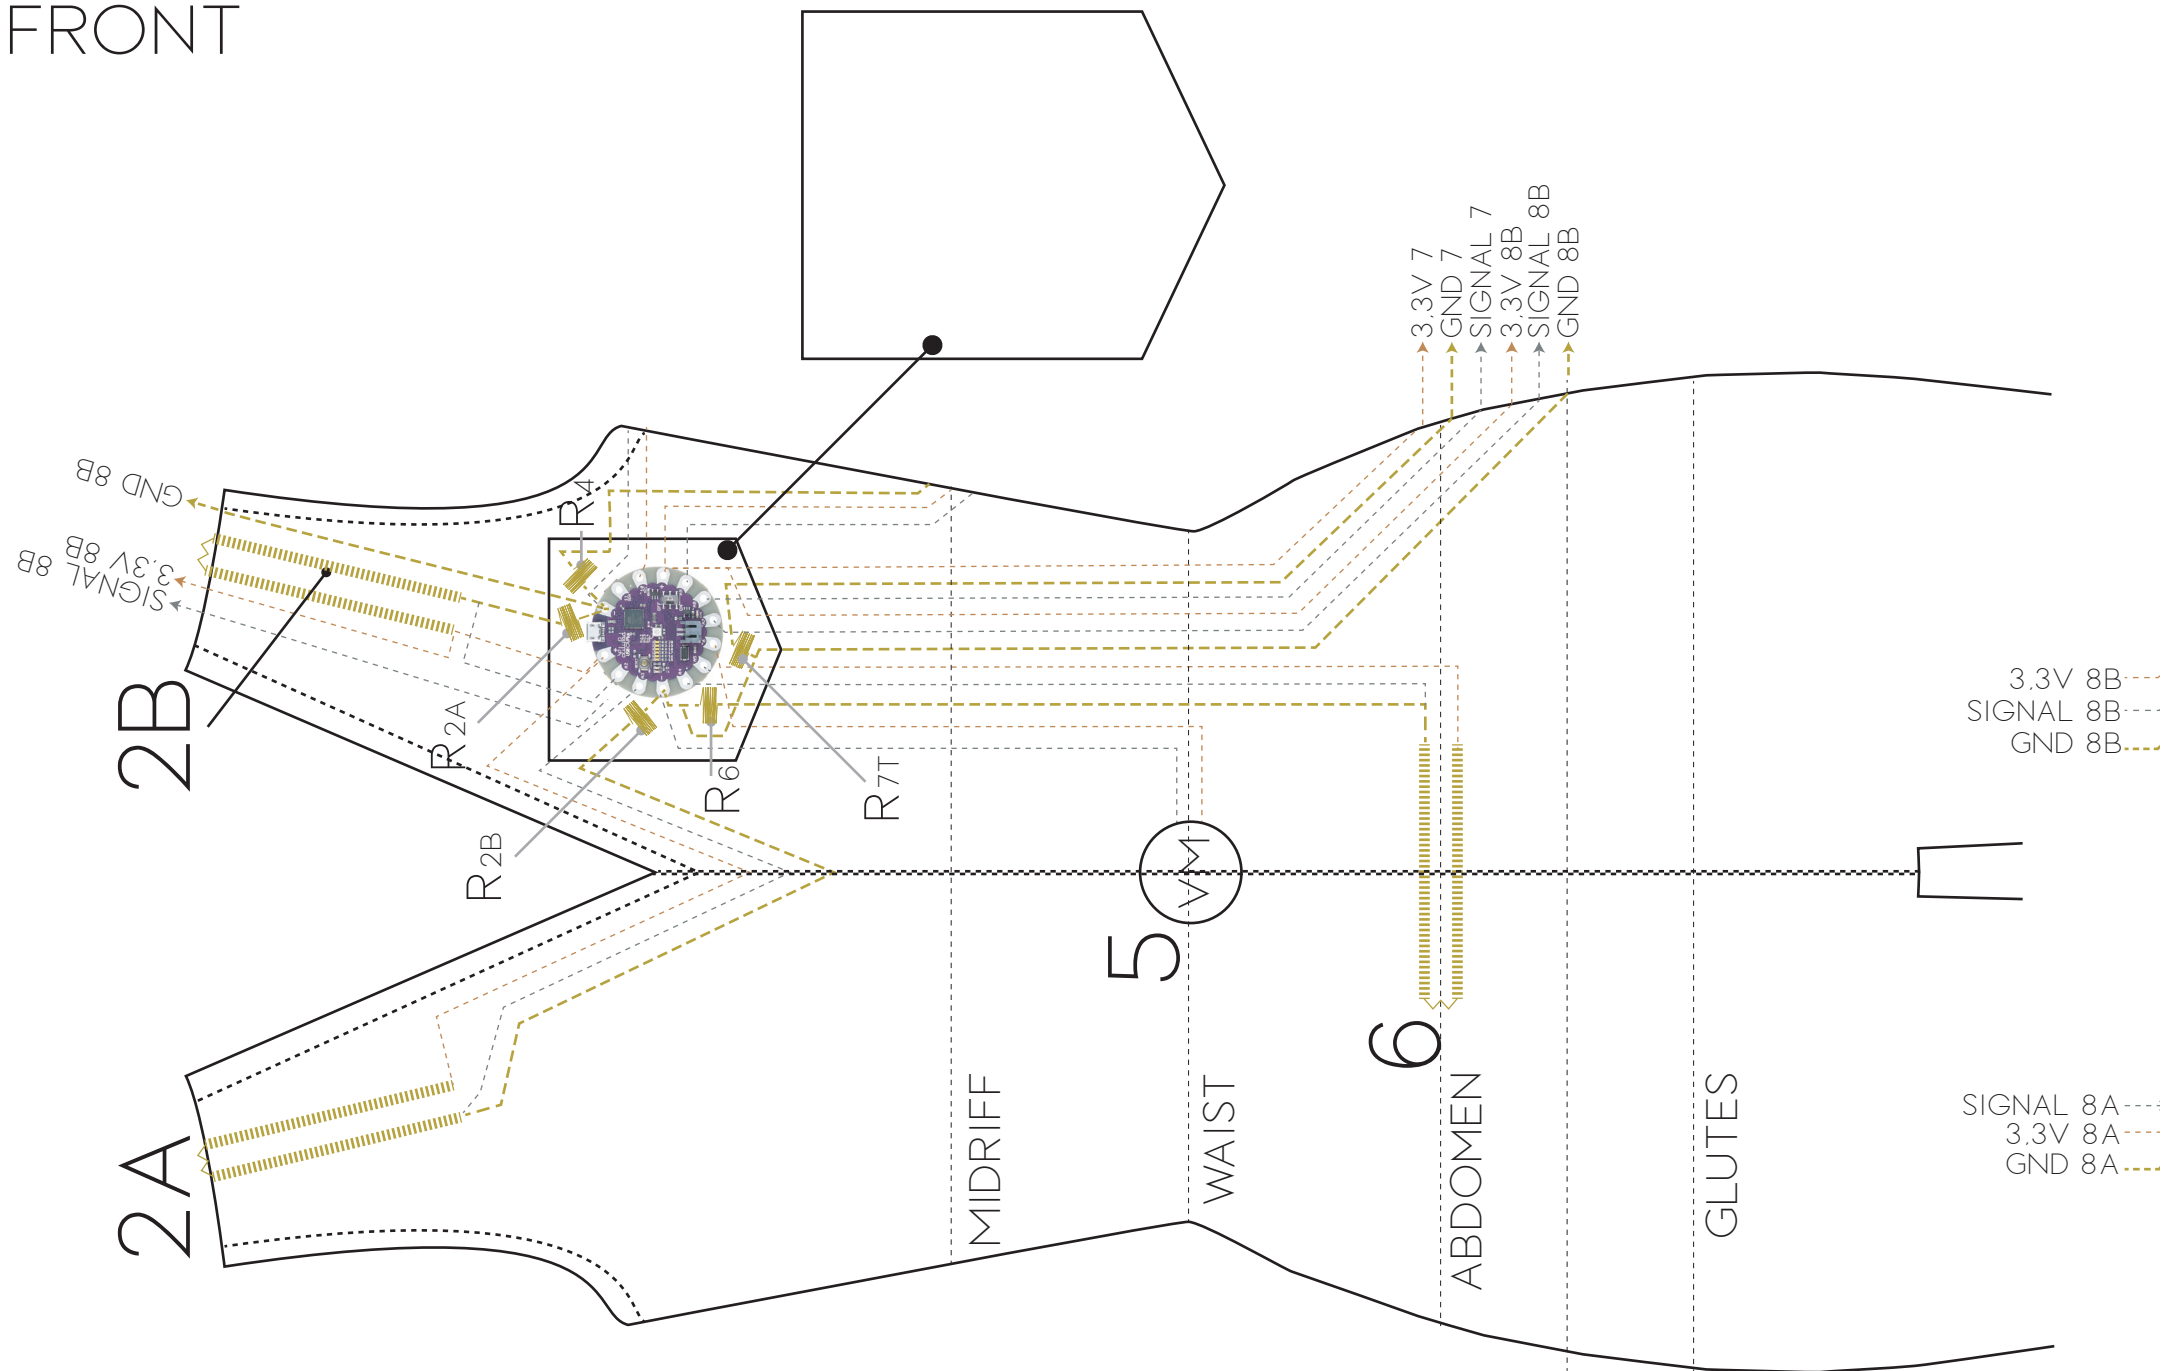 FRONT
3,3V 7
GND 7
SIGNAL 7
3,3V 8B
SIGNAL 8B
GND 8B
GND 8B
3,3V 8B
SIGNAL 8B
R4
2B
R2A
R2B
R6
R7T
3,3V 8B
SIGNAL 8B
GND 8B
VM
5
6
2A
MIDRIFF
WAIST
ABDOMEN
GLUTES
SIGNAL 8A
3,3V 8A
GND 8A